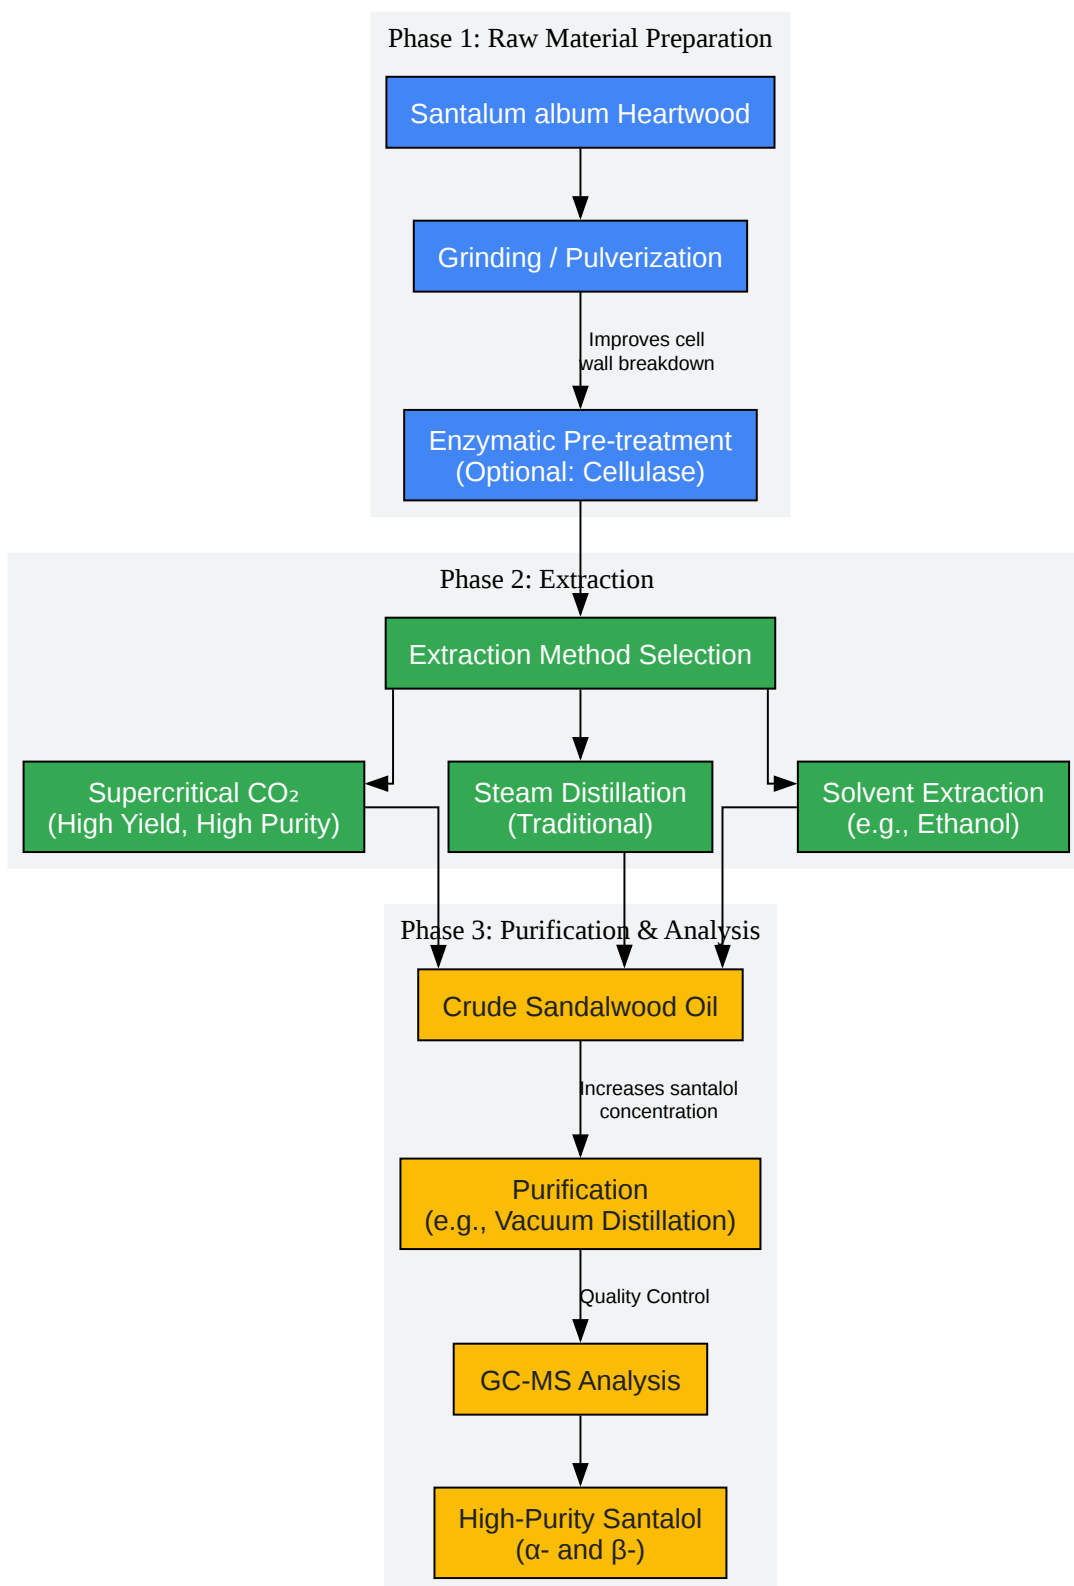 Phase 1: Raw Material Preparation
Santalum album Heartwood
Grinding / Pulverization
Improves cell
wall breakdown
Enzymatic Pre-treatment
(Optional: Cellulase)
Phase 2: Extraction
Extraction Method Selection
Supercritical CO₂
(High Yield, High Purity)
Steam Distillation
(Traditional)
Solvent Extraction
(e.g., Ethanol)
Phase 3: Purification & Analysis
Crude Sandalwood Oil
Increases santalol
concentration
Purification
(e.g., Vacuum Distillation)
Quality Control
GC-MS Analysis
High-Purity Santalol
(α- and β-)